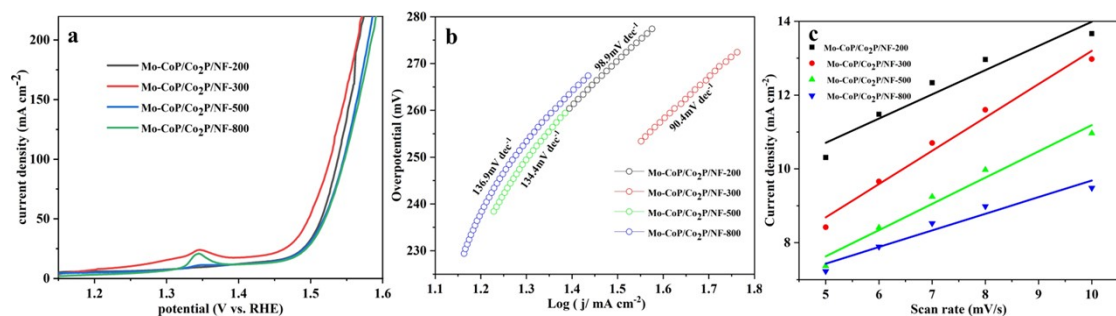 a
current density (mA cm⁻²)
200
150
100
50
0
Mo-CoP/Co₂P/NF-200
Mo-CoP/Co₂P/NF-300
Mo-CoP/Co₂P/NF-500
Mo-CoP/Co₂P/NF-800
1.2 1.3 1.4 1.5 1.6
potential (V vs. RHE)
b
Overpotential (mV)
280
270
260
250
240
230
98.9mV dec⁻¹
90.4mV dec⁻¹
136.9mV dec⁻¹
134.4mV dec⁻¹
Mo-CoP/Co₂P/NF-200
Mo-CoP/Co₂P/NF-300
Mo-CoP/Co₂P/NF-500
Mo-CoP/Co₂P/NF-800
1.1 1.2 1.3 1.4 1.5 1.6 1.7 1.8
Log ( j/ mA cm⁻²)
c
Current density (mA cm⁻²)
14
12
10
8
Mo-CoP/Co₂P/NF-200
Mo-CoP/Co₂P/NF-300
Mo-CoP/Co₂P/NF-500
Mo-CoP/Co₂P/NF-800
5 6 7 8 9 10
Scan rate (mV/s)